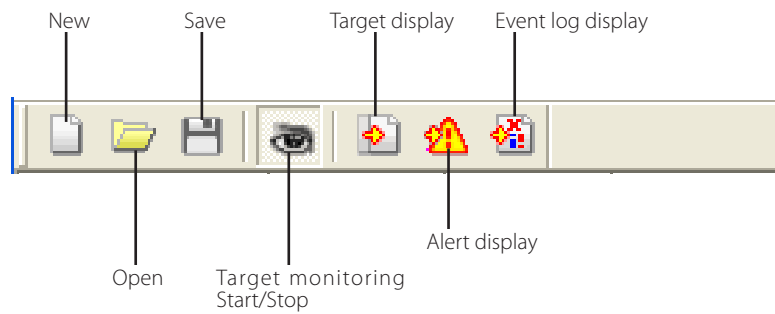 New
Save
Target display
Event log display
Alert display
Open
Target monitoring
Start/Stop